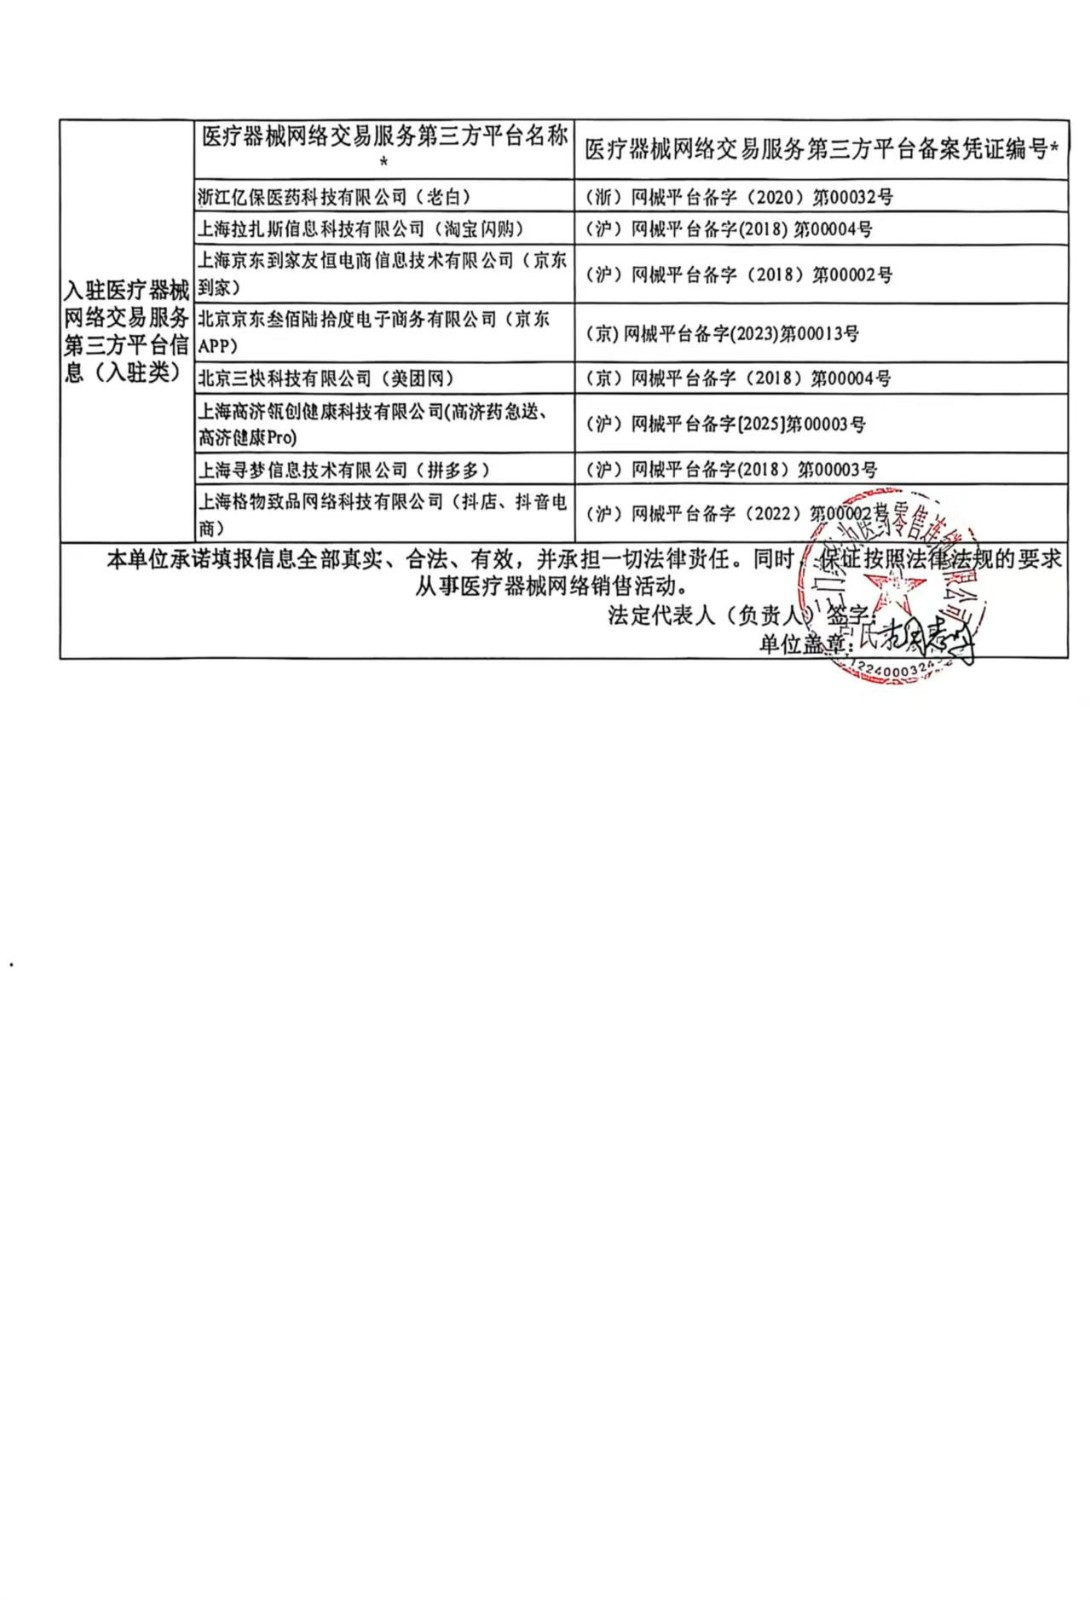 医疗器械网络交易服务第三方平台名称
*
医疗器械网络交易服务第三方平台备案凭证编号*
入驻医疗器械
网络交易服务
第三方平台信
息（入驻类）
浙江亿保医药科技有限公司（老白）
（浙）网械平台备字（2020）第00032号
上海拉扎斯信息科技有限公司（淘宝闪购）
（沪）网械平台备字(2018) 第00004号
上海京东到家友恒电商信息技术有限公司（京东
到家）
（沪）网械平台备字（2018）第00002号
北京京东叁佰陆拾度电子商务有限公司（京东
APP）
（京) 网械平台备字(2023)第00013号
北京三快科技有限公司（美团网）
（京）网械平台备字（2018）第00004号
上海高济瓴创健康科技有限公司(高济药急送、
高济健康Pro)
（沪）网械平台备字[2025]第00003号
上海寻梦信息技术有限公司（拼多多）
（沪）网械平台备字(2018）第00003号
上海格物致品网络科技有限公司（抖店、抖音电
商）
（沪）网械平台备字（2022）第00002号
本单位承诺填报信息全部真实、合法、有效，并承担一切法律责任。同时，保证按照法律法规的要求
从事医疗器械网络销售活动。
法定代表人（负责人）签字：
单位盖章：
医药零售连锁有限公司